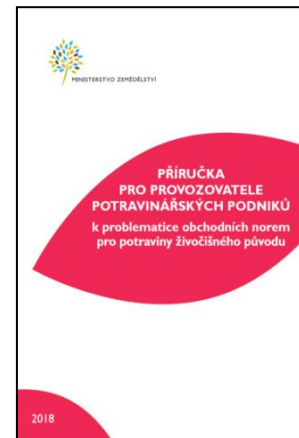 MINISTERSTVO ZEMĚDĚLSTVÍ
PŘÍRUČKA
PRO PROVOZOVATELE
POTRAVINÁŘSKÝCH PODNIKŮ
k problematice obchodních norem
pro potraviny živočišného původu
2018